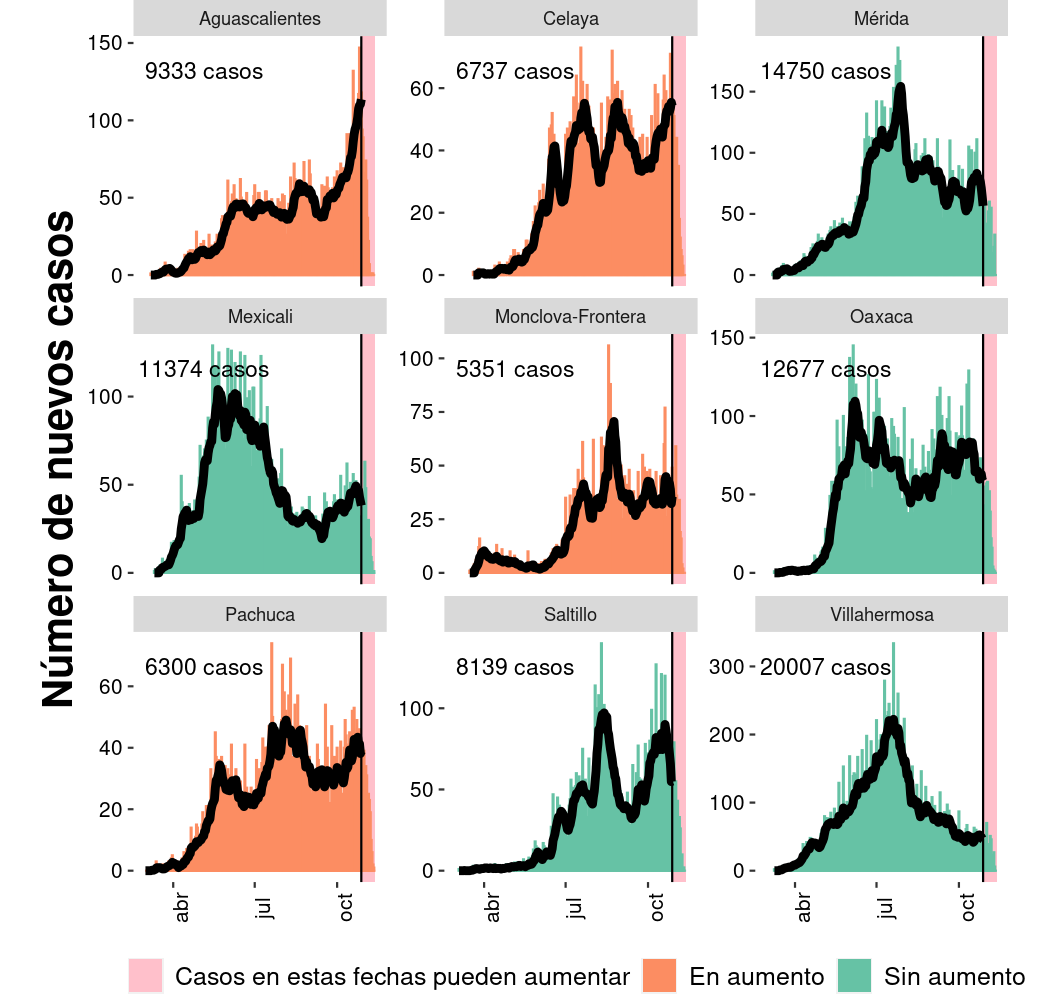 Número de nuevos casos
Aguascalientes
150
100
50
0
9333 casos
Celaya
60
40
20
0
6737 casos
Mérida
150
100
50
0
14750 casos
Mexicali
100
50
0
11374 casos
Monclova-Frontera
100
75
50
25
0
5351 casos
Oaxaca
150
100
50
0
12677 casos
Pachuca
60
40
20
0
6300 casos
abr jul oct
Saltillo
100
50
0
8139 casos
abr jul oct
Villahermosa
300
200
100
0
20007 casos
abr jul oct
Casos en estas fechas pueden aumentar En aumento Sin aumento